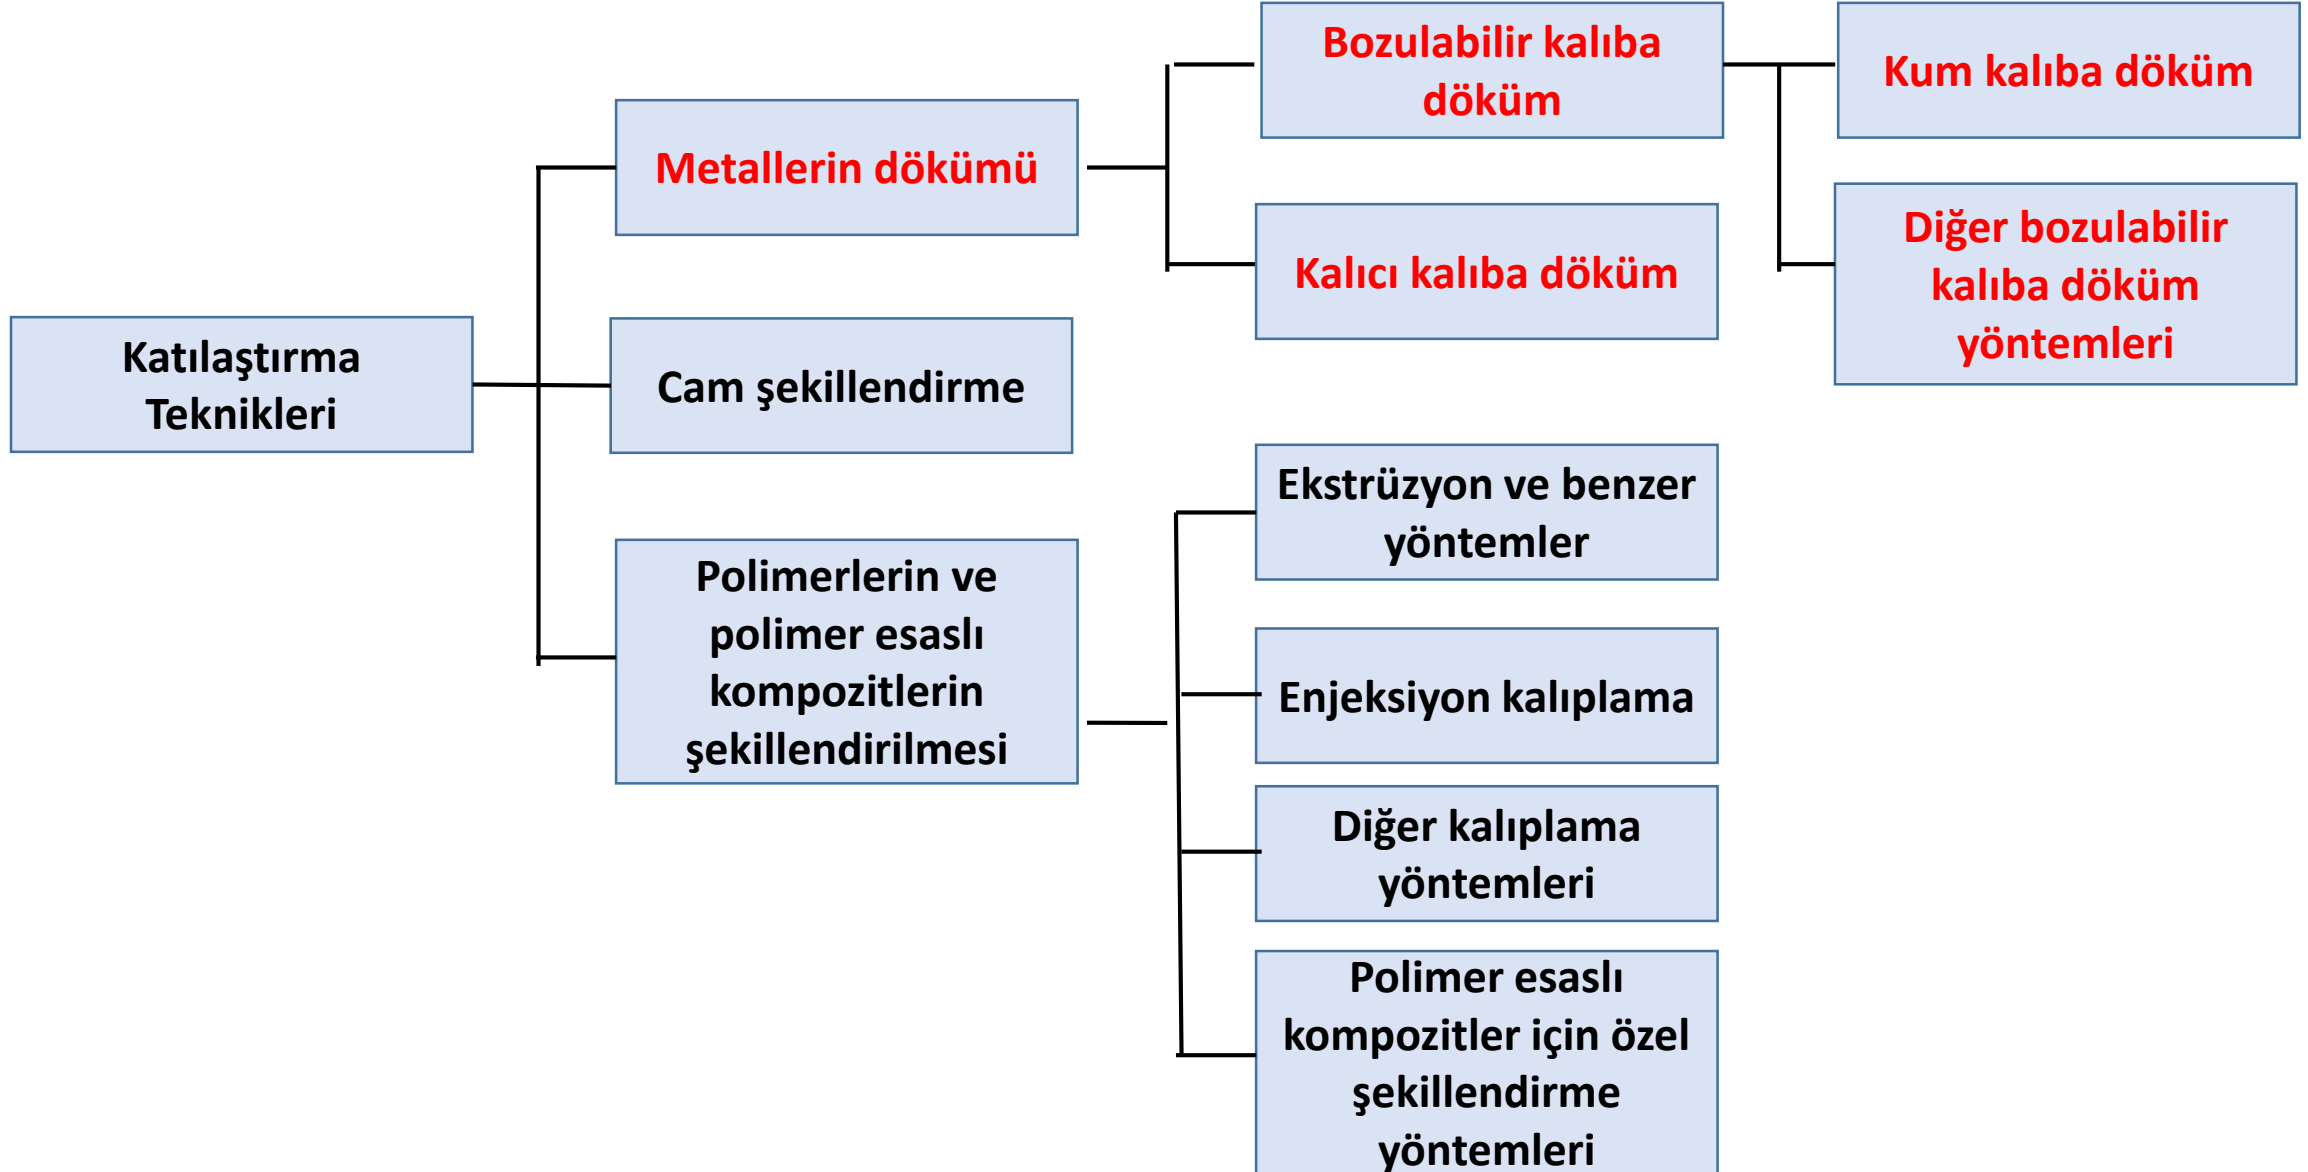 Katılaştırma
Teknikleri
Metallerin dökümü
Cam şekillendirme
Polimerlerin ve
polimer esaslı
kompozitlerin
şekillendirilmesi
Bozulabilir kalıba
döküm
Kalıcı kalıba döküm
Ekstrüzyon ve benzer
yöntemler
Enjeksiyon kalıplama
Diğer kalıplama
yöntemleri
Polimer esaslı
kompozitler için özel
şekillendirme
yöntemleri
Kum kalıba döküm
Diğer bozulabilir
kalıba döküm
yöntemleri